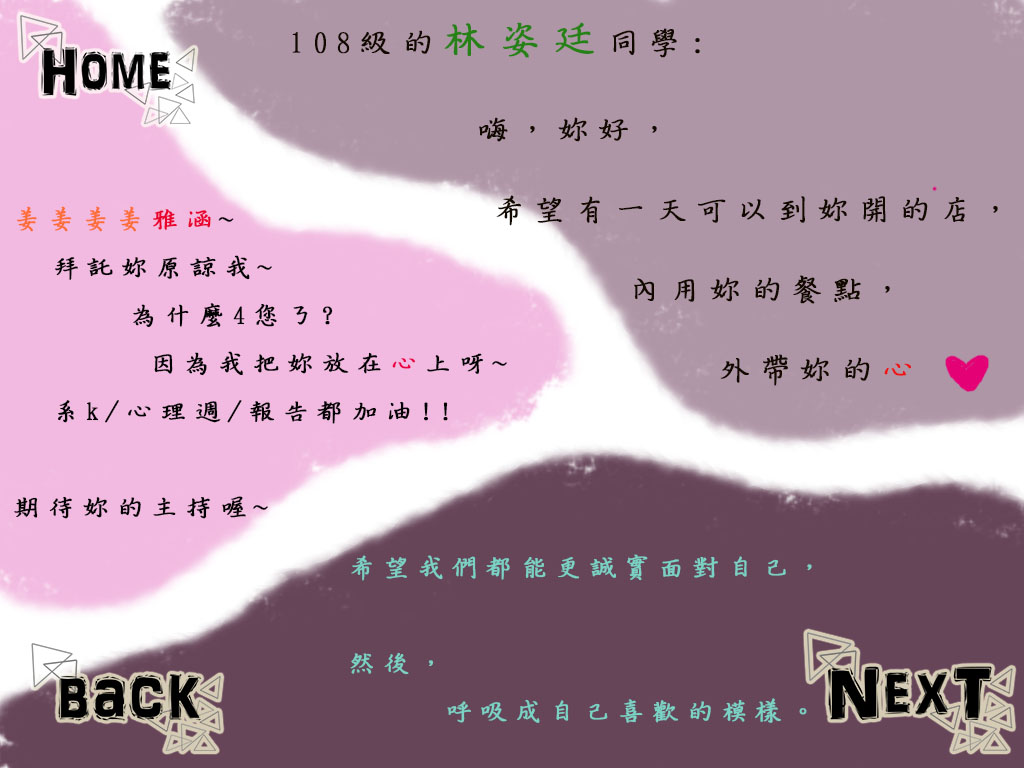 HOME
108級的林姿廷同學：
嗨，妳好，
希望有一天可以到妳開的店，
內用妳的餐點，
外帶妳的心
姜姜姜姜雅涵~
拜託妳原諒我~
為什麼4您ㄋ?
因為我把妳放在心上呀~
系k/心理週/報告都加油!!
期待妳的主持喔~
希望我們都能更誠實面對自己，
然後，
呼吸成自己喜歡的模樣。
BACK
NEXT